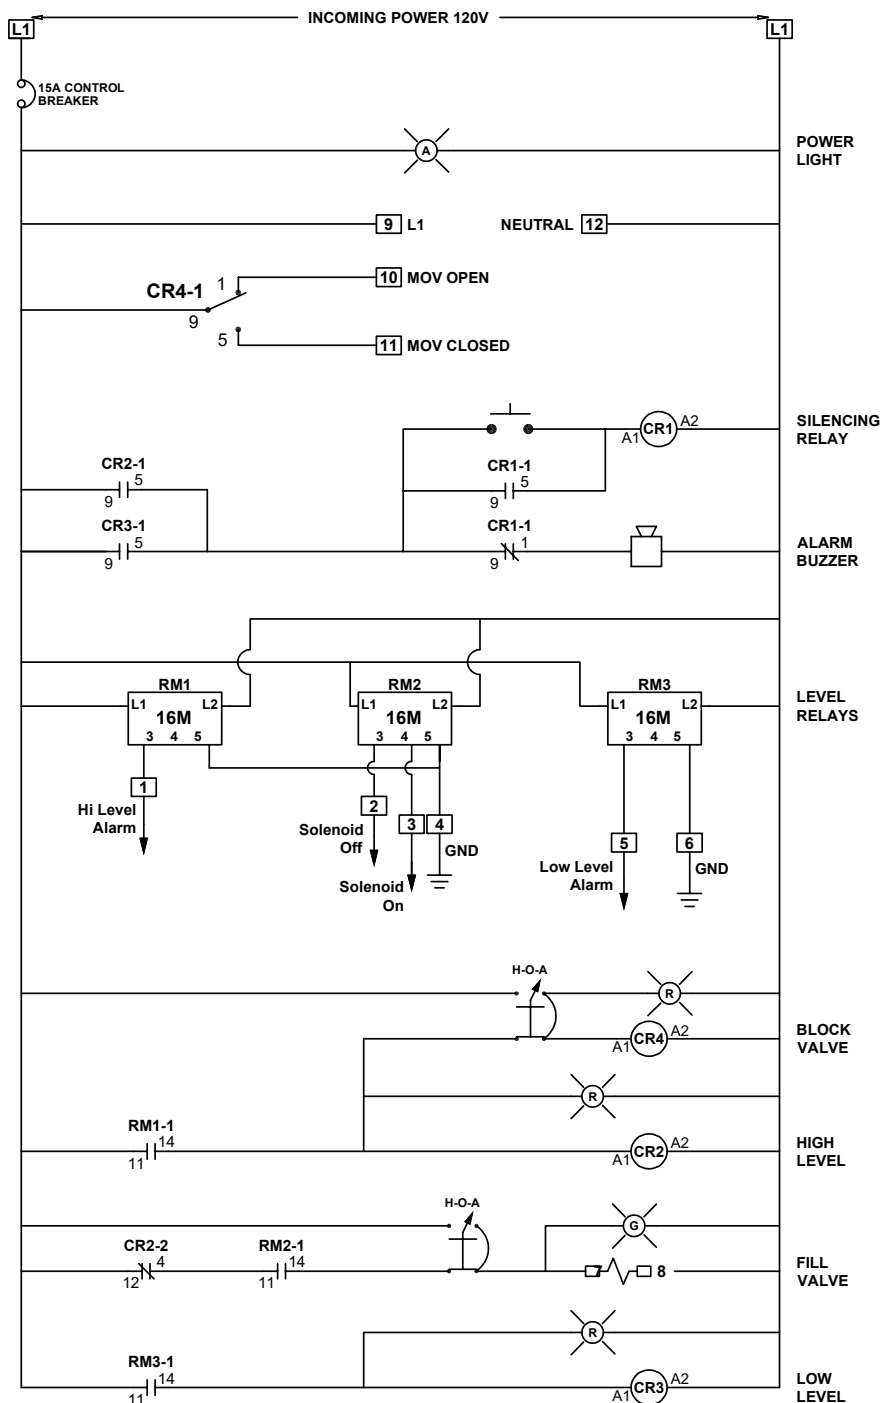 INCOMING POWER 120V
L1
L1
15A CONTROL
BREAKER
A
POWER
LIGHT
9 L1
NEUTRAL 12
CR4-1
1
10 MOV OPEN
9
5
11 MOV CLOSED
SILENCING
RELAY
A1 CR1 A2
CR2-1
5
9
CR1-1
5
9
CR3-1
5
9
CR1-1
1
9
ALARM
BUZZER
RM1
L1 L2
16M
3 4 5
RM2
L1 L2
16M
3 4 5
RM3
L1 L2
16M
3 4 5
LEVEL
RELAYS
1
Hi Level
Alarm
2
Solenoid
Off
3
Solenoid
On
4
GND
5
Low Level
Alarm
6
GND
H-O-A
R
A1 CR4 A2
BLOCK
VALVE
R
RM1-1
14
11
A1 CR2 A2
HIGH
LEVEL
H-O-A
G
CR2-2
4
12
RM2-1
14
11
7 8
FILL
VALVE
R
RM3-1
14
11
A1 CR3 A2
LOW
LEVEL